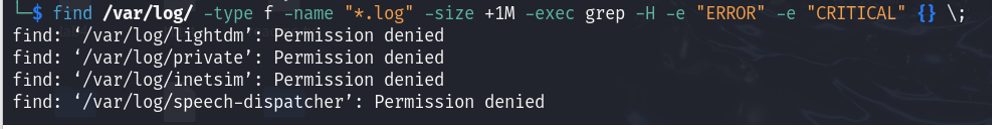 └─$ find /var/log/ -type f -name "*.log" -size +1M -exec grep -H -e "ERROR" -e "CRITICAL" {} \;
find: ‘/var/log/lightdm’: Permission denied
find: ‘/var/log/private’: Permission denied
find: ‘/var/log/inetsim’: Permission denied
find: ‘/var/log/speech-dispatcher’: Permission denied